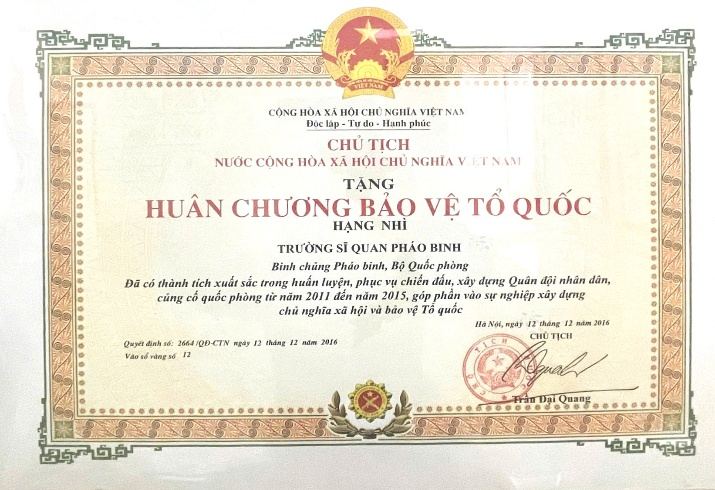 VIỆT NAM
CỘNG HÒA XÃ HỘI CHỦ NGHĨA VIỆT NAM
Độc lập - Tự do - Hạnh phúc
CHỦ TỊCH
NƯỚC CỘNG HÒA XÃ HỘI CHỦ NGHĨA VIỆT NAM
TẶNG
HUÂN CHƯƠNG BẢO VỆ TỔ QUỐC
HẠNG NHÌ
TRƯỜNG SĨ QUAN PHÁO BINH
Binh chủng Pháo binh, Bộ Quốc phòng
Đã có thành tích xuất sắc trong huấn luyện, phục vụ chiến đấu, xây dựng Quân đội nhân dân,
củng cố quốc phòng từ năm 2011 đến năm 2015, góp phần vào sự nghiệp xây dựng
chủ nghĩa xã hội và bảo vệ Tổ quốc
Hà Nội, ngày 12 tháng 12 năm 2016
CHỦ TỊCH
Quyết định số: 2664/QĐ-CTN ngày 12 tháng 12 năm 2016
Vào sổ vàng số 12
CHỦ TỊCH
Trần Đại Quang